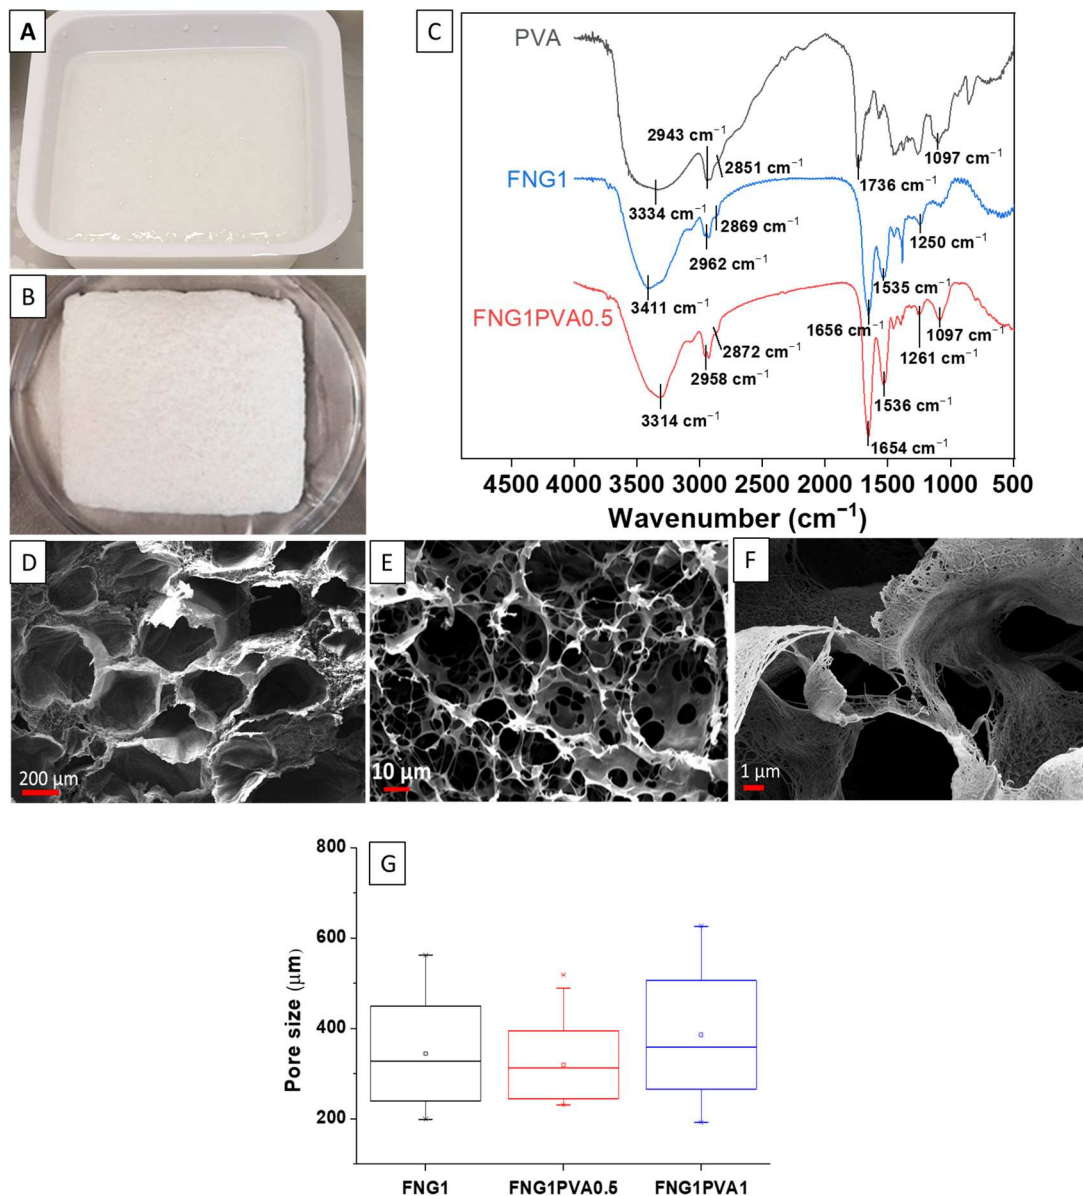 A
B
C
PVA
2943 cm⁻¹
2851 cm⁻¹
1097 cm⁻¹
1736 cm⁻¹
FNG1
3334 cm⁻¹
2869 cm⁻¹
1250 cm⁻¹
2962 cm⁻¹
1535 cm⁻¹
3411 cm⁻¹
FNG1PVA0.5
1656 cm⁻¹
1097 cm⁻¹
2872 cm⁻¹
1261 cm⁻¹
2958 cm⁻¹
1536 cm⁻¹
3314 cm⁻¹
1654 cm⁻¹
4500 4000 3500 3000 2500 2000 1500 1000 500
Wavenumber (cm⁻¹)
D
200 µm
E
10 µm
F
1 µm
G
800
600
400
200
Pore size (µm)
FNG1 FNG1PVA0.5 FNG1PVA1